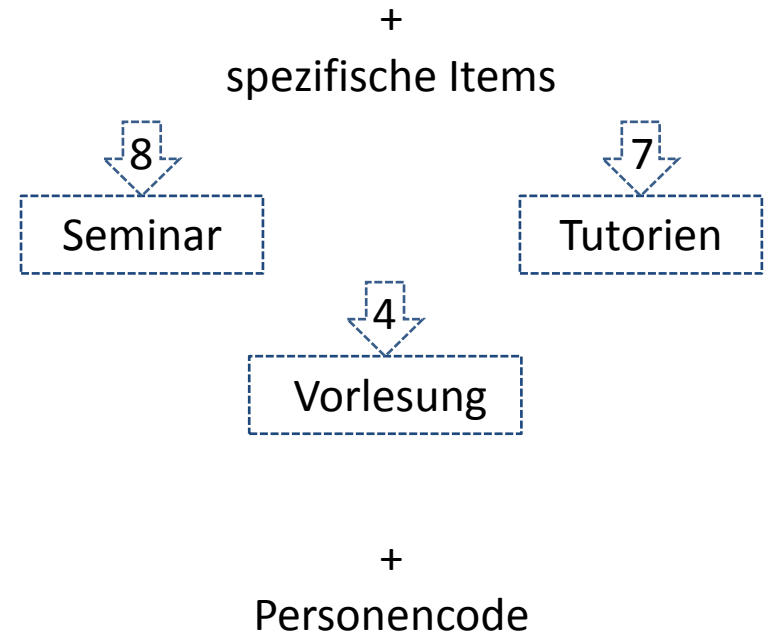 +
spezifische Items
8
7
Seminar
Tutorien
4
Vorlesung
+
Personencode